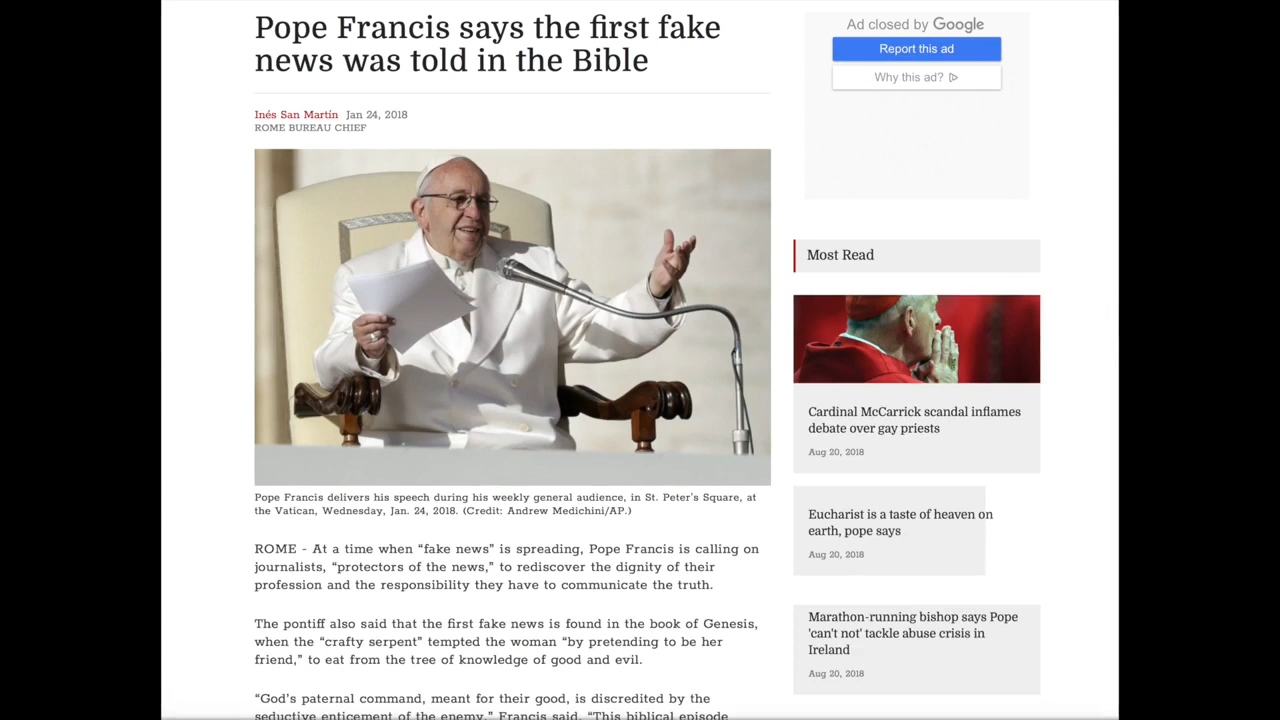 Pope Francis says the first fake
news was told in the Bible
Inés San Martín Jan 24, 2018
ROME BUREAU CHIEF
Pope Francis delivers his speech during his weekly general audience, in St. Peter's Square, at
the Vatican, Wednesday, Jan. 24, 2018. (Credit: Andrew Medichini/AP.)
ROME - At a time when “fake news” is spreading, Pope Francis is calling on
journalists, “protectors of the news,” to rediscover the dignity of their
profession and the responsibility they have to communicate the truth.
The pontiff also said that the first fake news is found in the book of Genesis,
when the “crafty serpent” tempted the woman “by pretending to be her
friend,” to eat from the tree of knowledge of good and evil.
“God’s paternal command, meant for their good, is discredited by the
seductive enticement of the enemy,” Francis said. “This biblical episode
Ad closed by Google
Report this ad
Why this ad?
Most Read
Cardinal McCarrick scandal inflames
debate over gay priests
Aug 20, 2018
Eucharist is a taste of heaven on
earth, pope says
Aug 20, 2018
Marathon-running bishop says Pope
'can't not' tackle abuse crisis in
Ireland
Aug 20, 2018